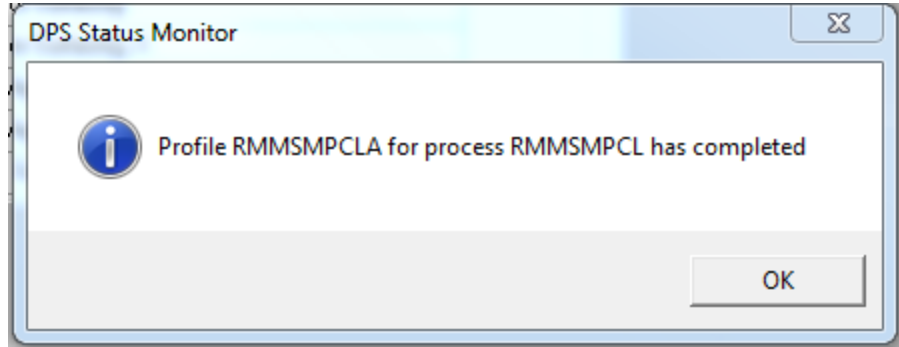 DPS Status Monitor
Profile RMMSMPCLA for process RMMSMPCL has completed
OK